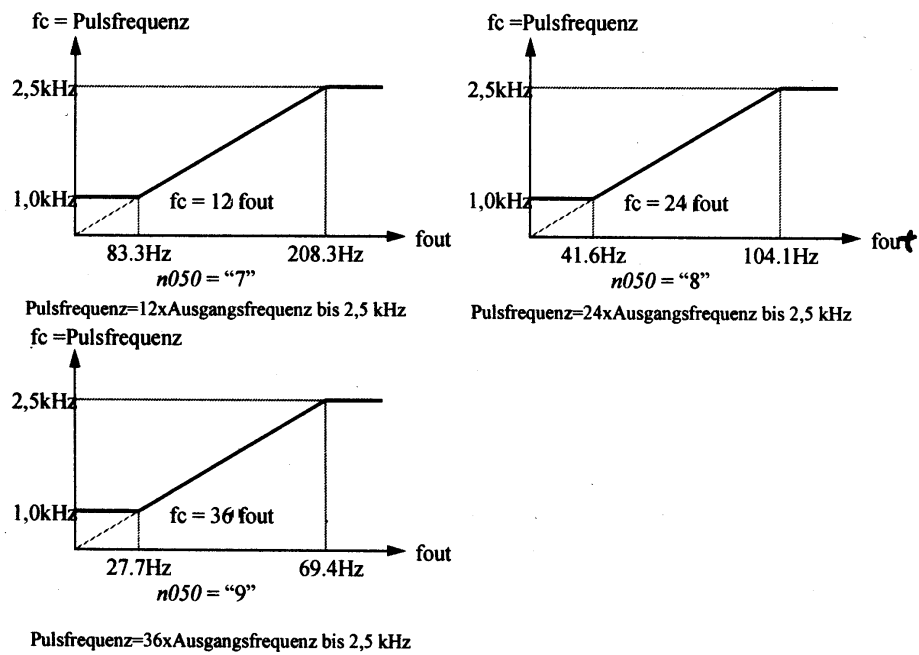 fc = Pulsfrequenz
2,5kHz
1,0kHz
fc = 12 fout
83.3Hz
208.3Hz
fout
n050 = “7”
Pulsfrequenz=12xAusgangsfrequenz bis 2,5 kHz
fc =Pulsfrequenz
2,5kHz
1,0kHz
fc = 24 fout
41.6Hz
104.1Hz
fout
n050 = “8”
Pulsfrequenz=24xAusgangsfrequenz bis 2,5 kHz
fc =Pulsfrequenz
2,5kHz
1,0kHz
fc = 36 fout
27.7Hz
69.4Hz
fout
n050 = “9”
Pulsfrequenz=36xAusgangsfrequenz bis 2,5 kHz